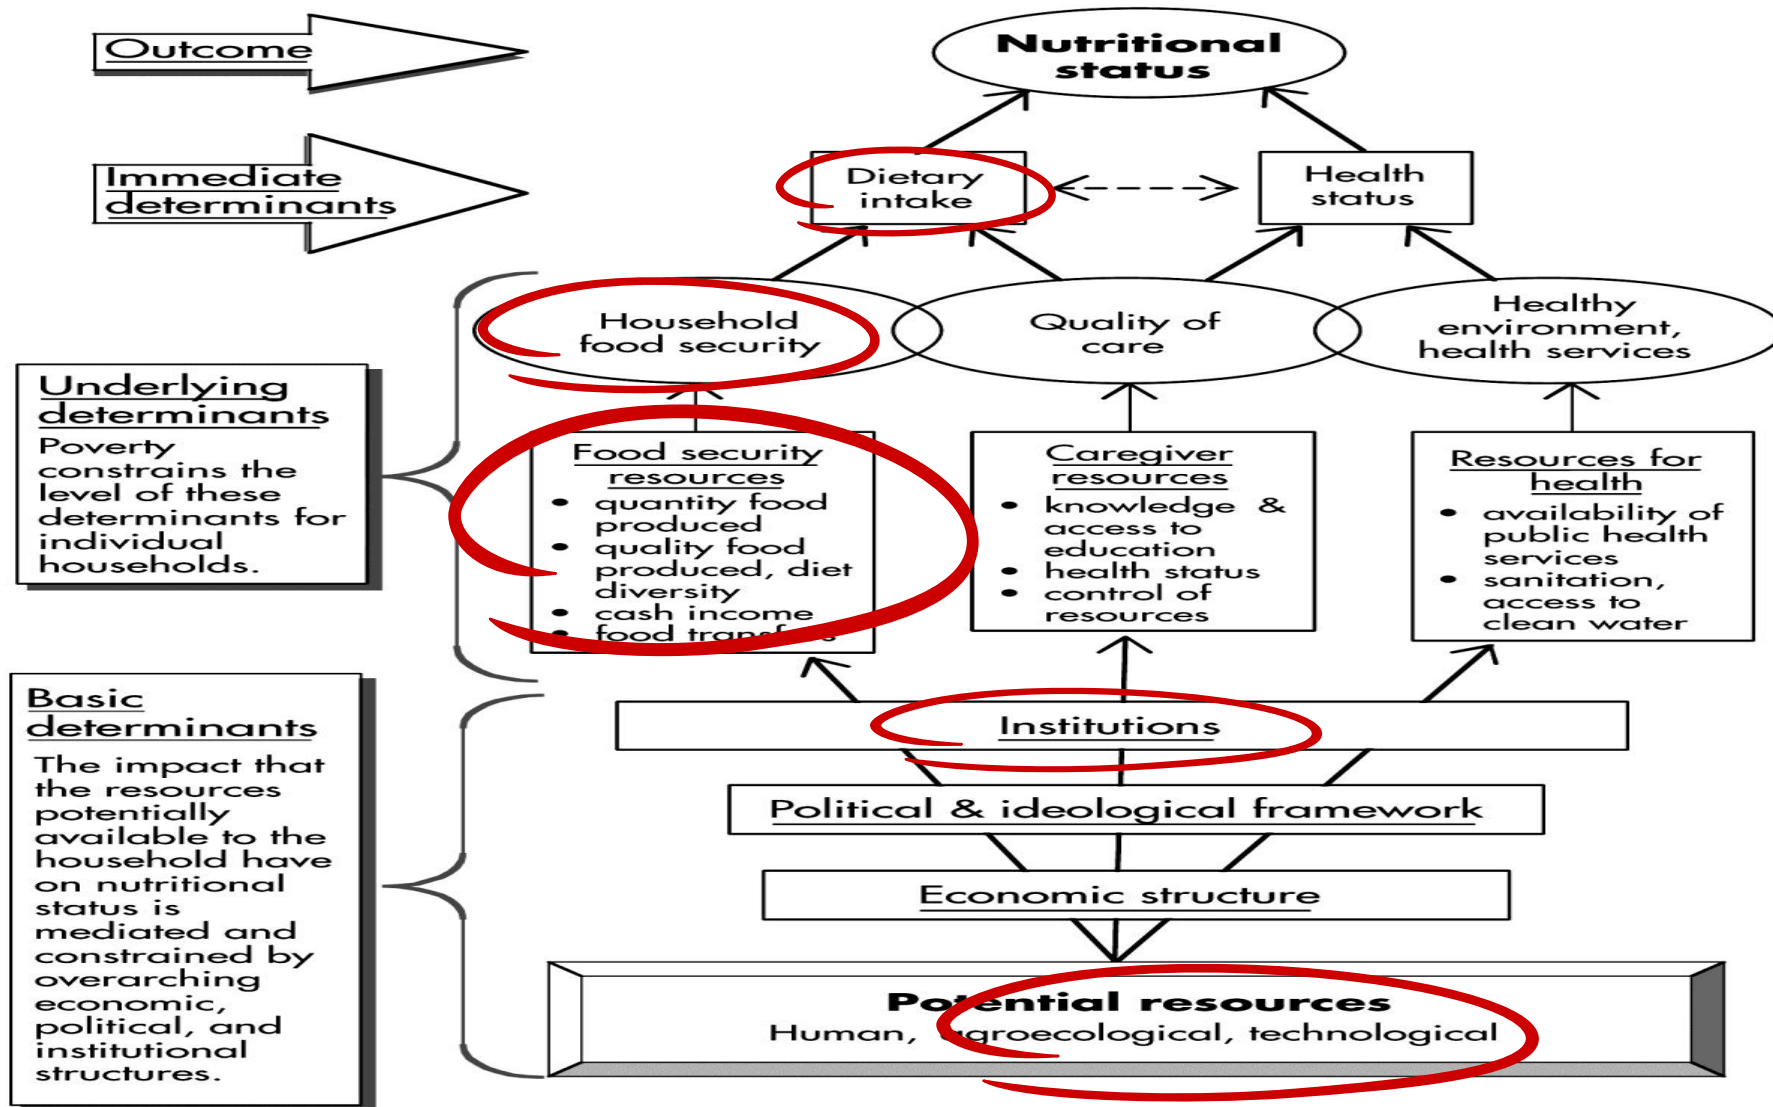 Outcome
Nutritional
status
Immediate
determinants
Dietary
intake
Health
status
Household
food security
Quality of
care
Healthy
environment,
health services
Underlying
determinants
Poverty
constrains the
level of these
determinants for
individual
households.
Food security
resources
• quantity food
produced
• quality food
produced, diet
diversity
• cash income
• food transfers
Caregiver
resources
• knowledge &
access to
education
• health status
• control of
resources
Resources for
health
• availability of
public health
services
• sanitation,
access to
clean water
Basic
determinants
The impact that
the resources
potentially
available to the
household have
on nutritional
status is
mediated and
constrained by
overarching
economic,
political, and
institutional
structures.
Institutions
Political & ideological framework
Economic structure
Potential resources
Human, agroecological, technological